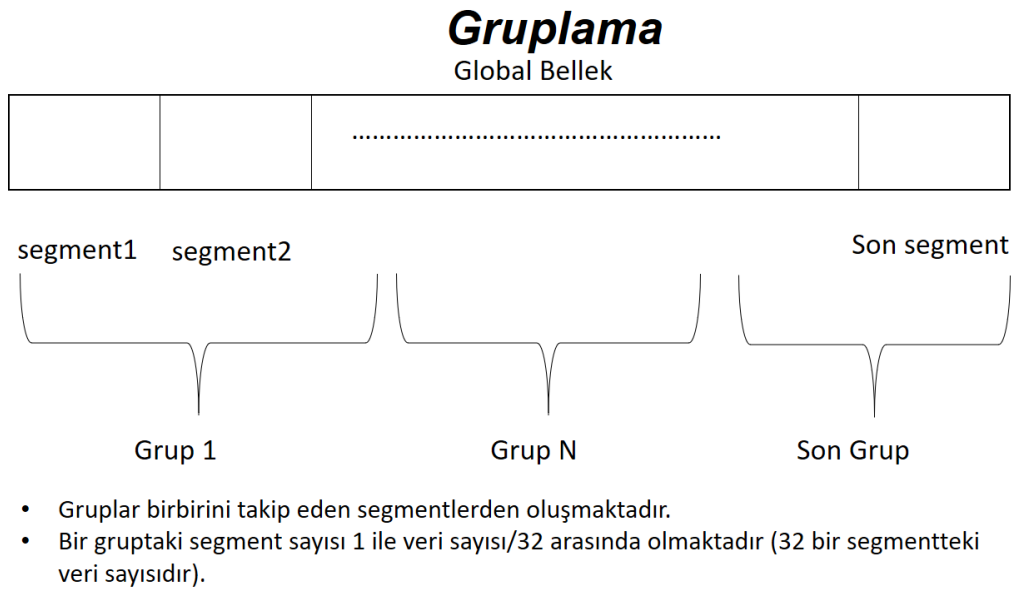 Gruplama
Global Bellek
......................................................
segment1
segment2
Son segment
Grup 1
Grup N
Son Grup
• Gruplar birbirini takip eden segmentlerden oluşmaktadır.
• Bir gruptaki segment sayısı 1 ile veri sayısı/32 arasında olmaktadır (32 bir segmentteki
veri sayısıdır).